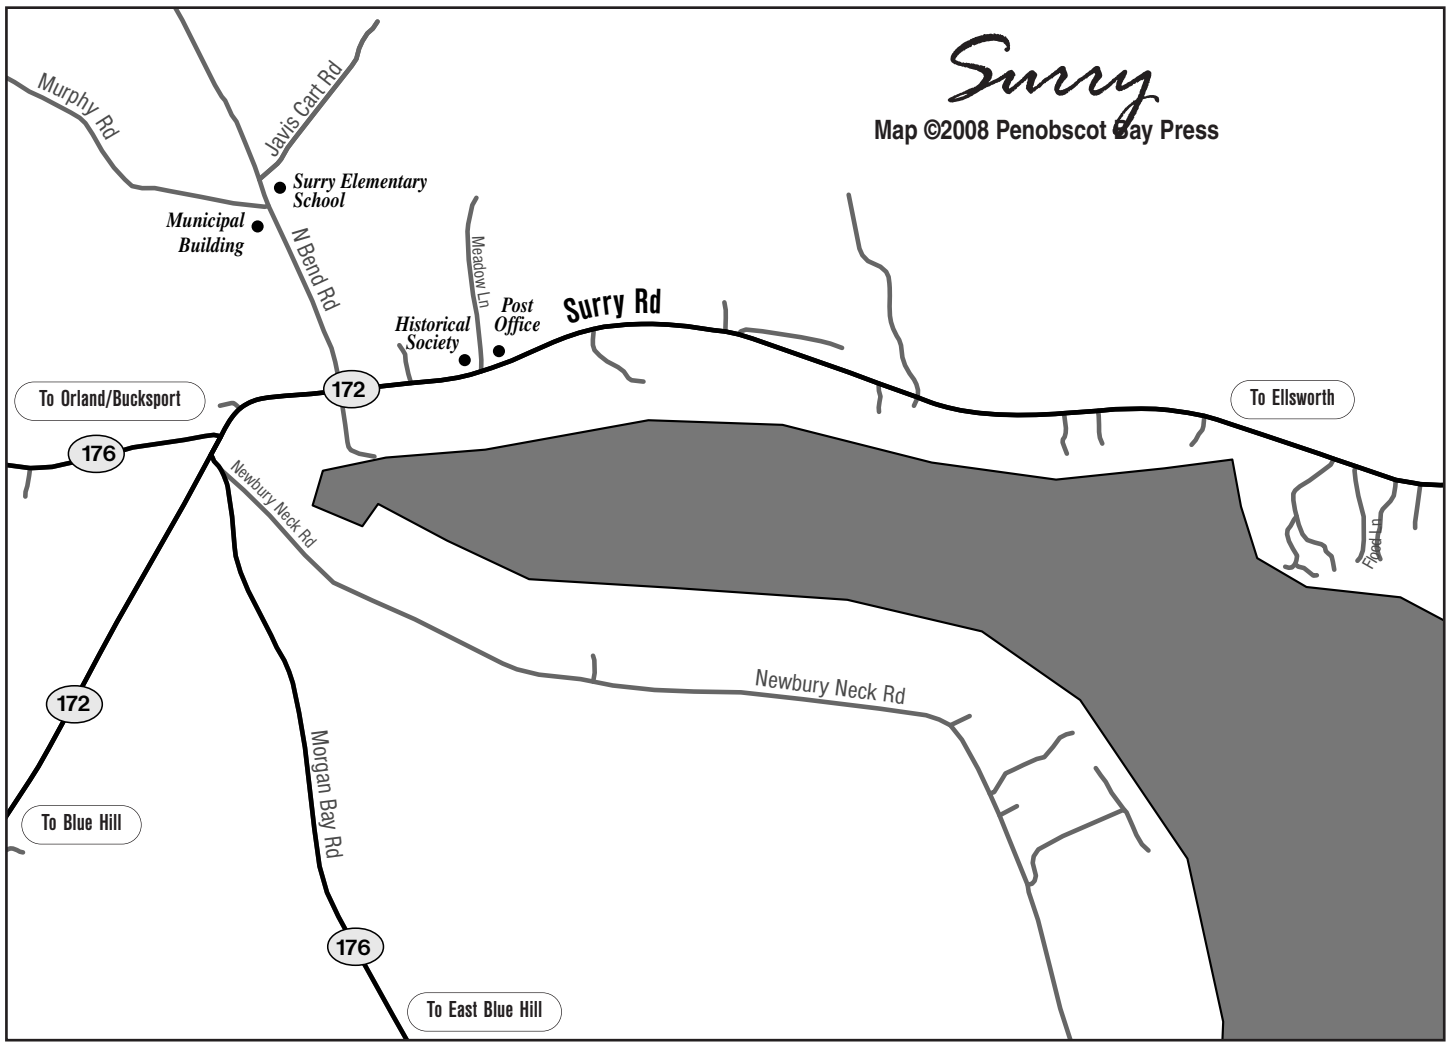 Surry
Map ©2008 Penobscot Bay Press
Murphy Rd
Javis Cart Rd
Surry Elementary
School
Municipal
Building
N Bend Rd
Meadow Ln
Historical
Society
Post
Office
Surry Rd
172
To Orland/Bucksport
To Ellsworth
176
Newbury Neck Rd
Flood Ln
Newbury Neck Rd
172
Morgan Bay Rd
To Blue Hill
176
To East Blue Hill